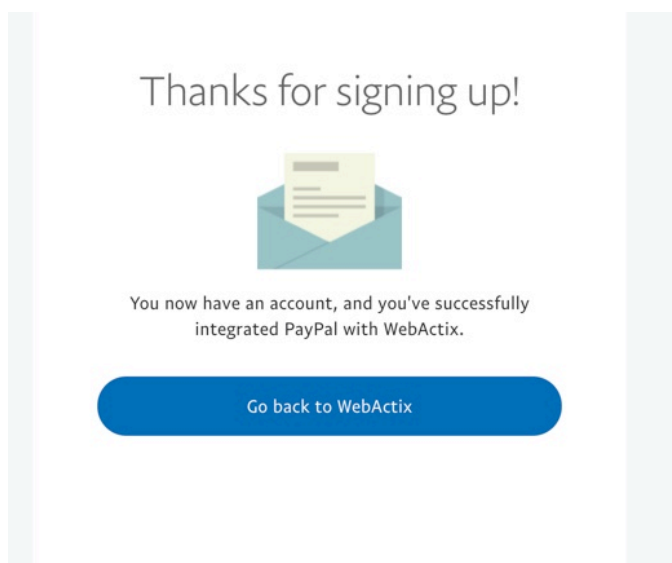 Thanks for signing up!
You now have an account, and you've successfully
integrated PayPal with WebActix.
Go back to WebActix